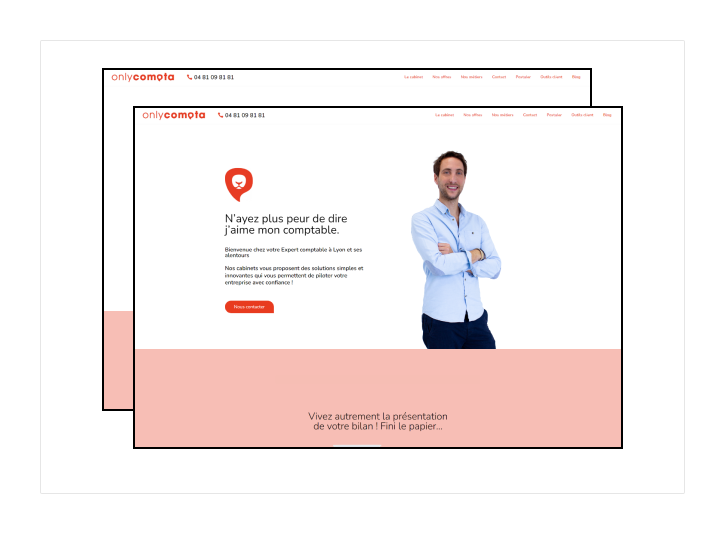 onlycompta 04 81 09 81 81 Le cabinet Nos offres Nos métiers Contact Parrainer Outils client Blog
onlycompta 04 81 09 81 81 Le cabinet Nos offres Nos métiers Contact Parrainer Outils client Blog
N'ayez plus peur de dire
j'aime mon comptable.
Bienvenue chez votre Expert comptable à Lyon et ses
alentours
Nos cabinets vous proposent des solutions simples et
innovantes qui vous permettent de piloter votre
entreprise avec confiance !
Nous contacter
Vivez autrement la présentation
de votre bilan ! Fini le papier...